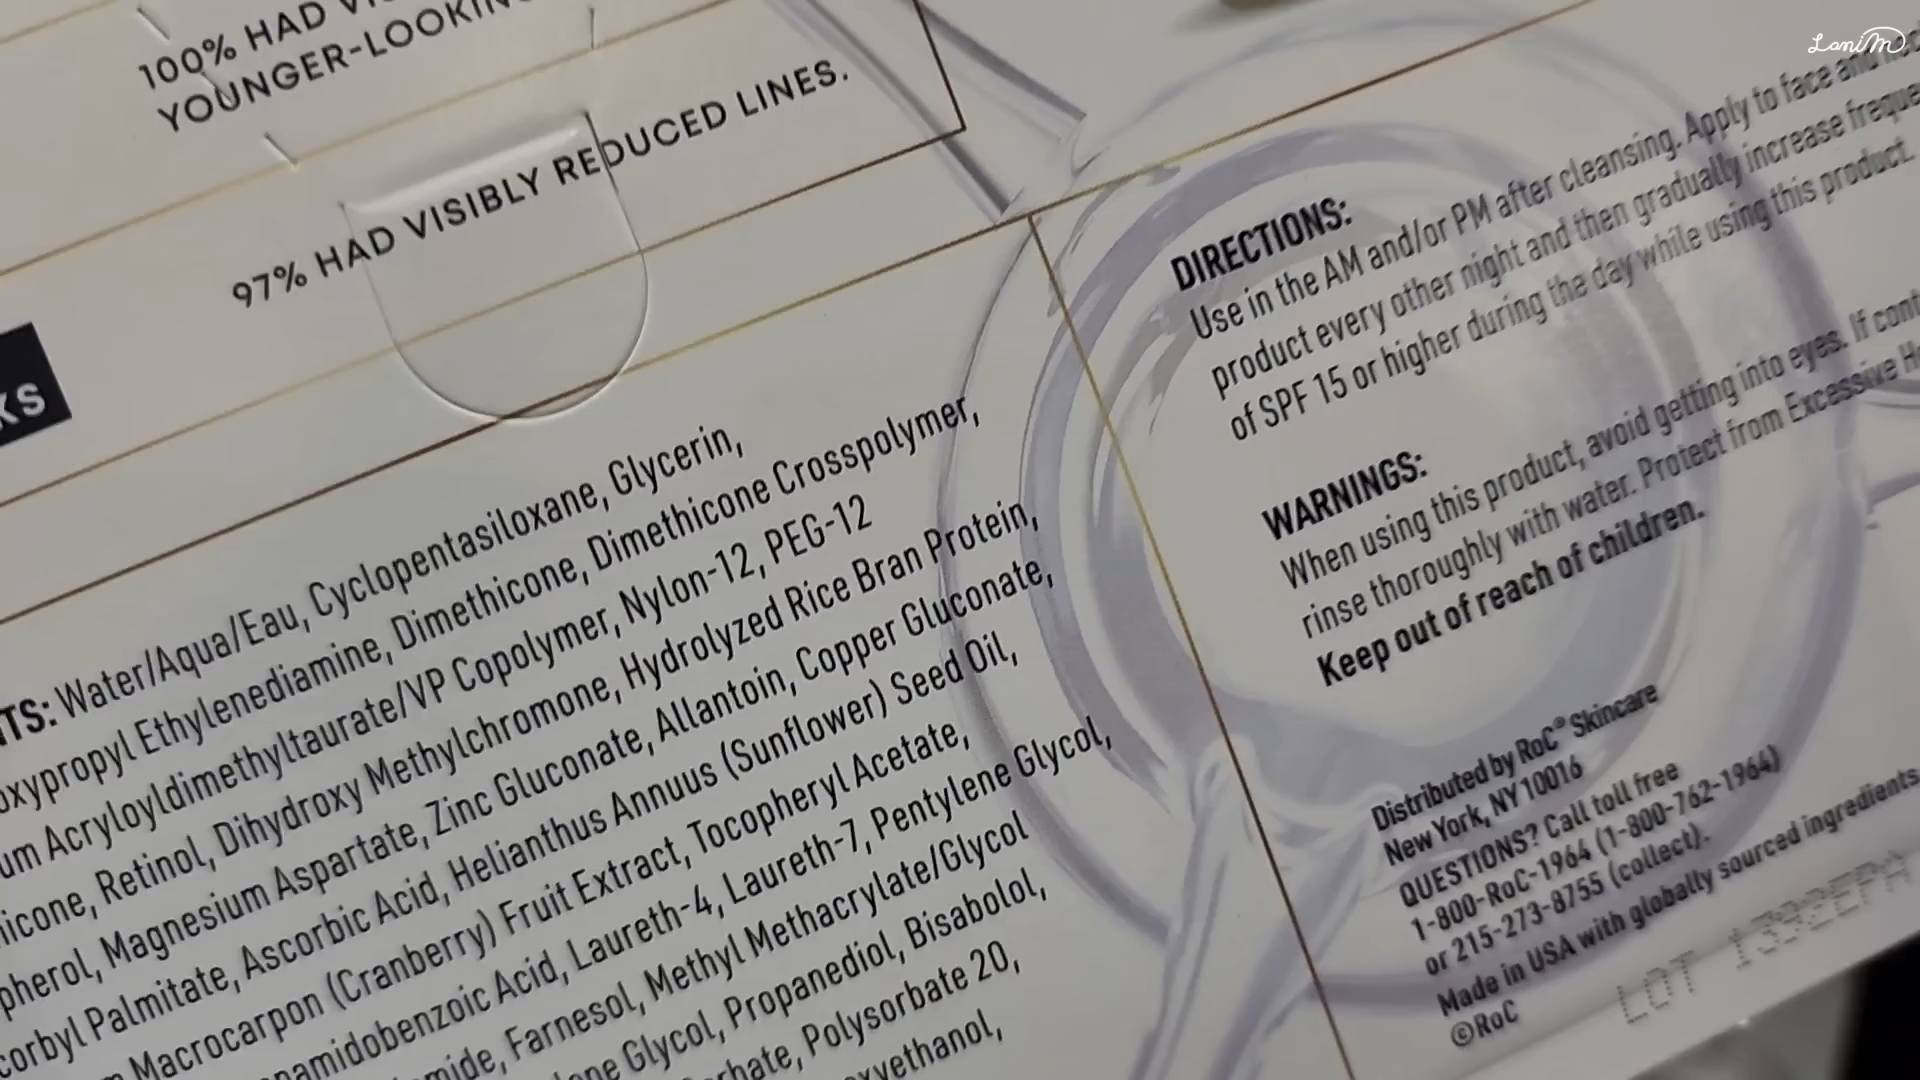 LaniM
100% HAD
YOUNGER-LOOKIN
97% HAD VISIBLY REDUCED LINES.
KS
NTS: Water/Aqua/Eau, Cyclopentasiloxane, Glycerin,
oxypropyl Ethylenediamine, Dimethicone, Dimethicone Crosspolymer,
um Acryloyldimethyltaurate/VP Copolymer, Nylon-12, PEG-12
hicone, Retinol, Dihydroxy Methylchromone, Hydrolyzed Rice Bran Protein,
pherol, Magnesium Aspartate, Zinc Gluconate, Allantoin, Copper Gluconate,
corbyl Palmitate, Ascorbic Acid, Helianthus Annuus (Sunflower) Seed Oil,
Macrocarpon (Cranberry) Fruit Extract, Tocopheryl Acetate,
namidobenzoic Acid, Laureth-4, Laureth-7, Pentylene Glycol,
mide, Farnesol, Methyl Methacrylate/Glycol
ne Glycol, Propanediol, Bisabolol,
rbate, Polysorbate 20,
oxyethanol,
DIRECTIONS:
Use in the AM and/or PM after cleansing. Apply to face and
product every other night and then gradually increase freque
of SPF 15 or higher during the day while using this product.
WARNINGS:
When using this product, avoid getting into eyes. If cont
rinse thoroughly with water. Protect from Excessive H
Keep out of reach of children.
Distributed by RoC® Skincare
New York, NY 10016
QUESTIONS? Call toll free
1-800-RoC-1964 (1-800-762-1964)
or 215-273-8755 (collect).
Made in USA with globally sourced ingredients
©RoC
LOT 1392EPA